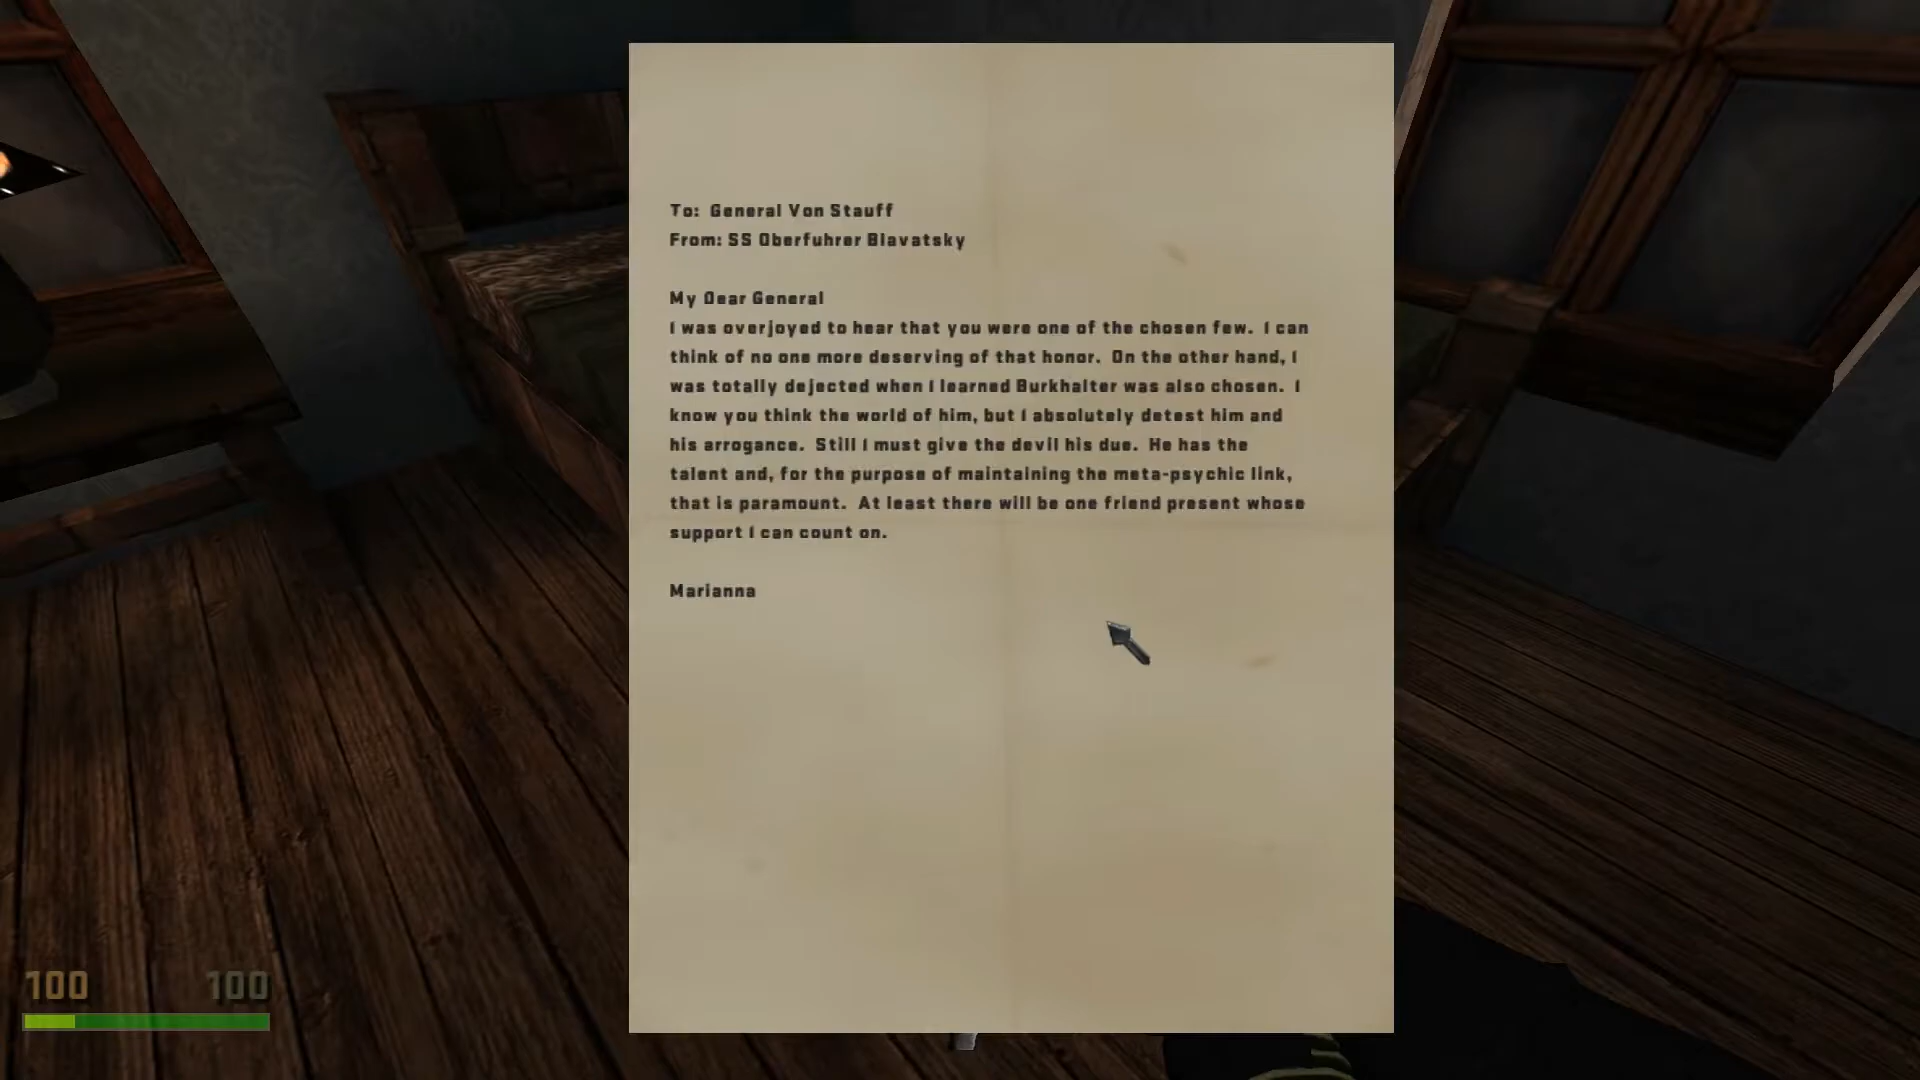 To: General Von Stauff
From: SS Oberfuhrer Blavatsky
My Dear General
I was overjoyed to hear that you were one of the chosen few. I can
think of no one more deserving of that honor. On the other hand, I
was totally dejected when I learned Burkhalter was also chosen. I
know you think the world of him, but I absolutely detest him and
his arrogance. Still I must give the devil his due. He has the
talent and, for the purpose of maintaining the meta-psychic link,
that is paramount. At least there will be one friend present whose
support I can count on.
Marianna
100 100